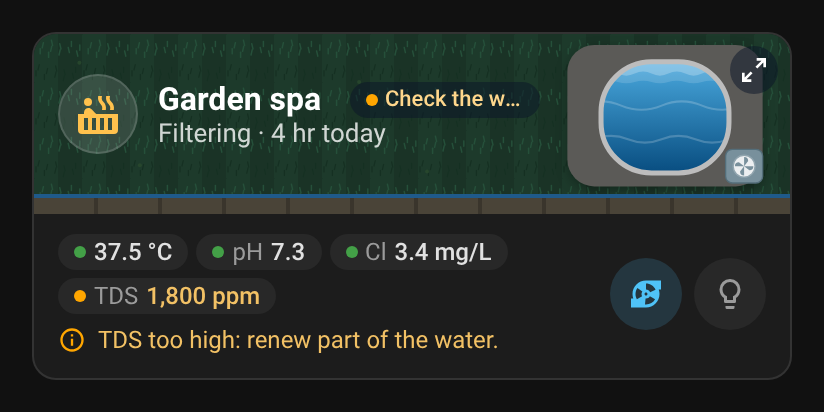 Garden spa
Check the w...
Filtering · 4 hr today
37.5 °C
pH 7.3
Cl 3.4 mg/L
TDS 1,800 ppm
TDS too high: renew part of the water.